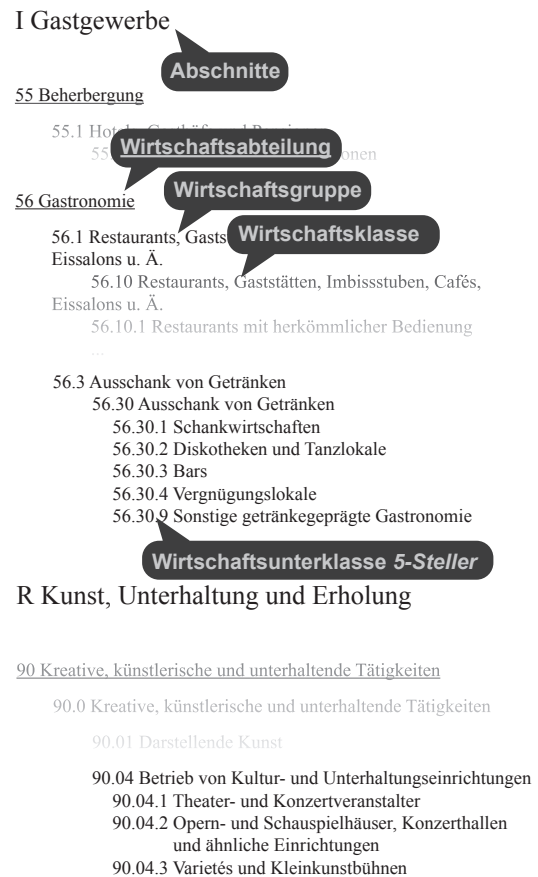 I Gastgewerbe
Abschnitte
55 Beherbergung
55.1
Wirtschaftsabteilung
Wirtschaftsgruppe
56 Gastronomie
Wirtschaftsklasse
56.1 Restaurants,
Eissalons u. Ä.
56.10 Restaurants, Gaststätten, Imbissstuben, Cafés,
Eissalons u. Ä.
56.10.1 Restaurants mit herkömmlicher Bedienung
...
56.3 Ausschank von Getränken
56.30 Ausschank von Getränken
56.30.1 Schankwirtschaften
56.30.2 Diskotheken und Tanzlokale
56.30.3 Bars
56.30.4 Vergnügungslokale
56.30.9 Sonstige getränkegeprägte Gastronomie
Wirtschaftsunterklasse 5-Steller
R Kunst, Unterhaltung und Erholung
90 Kreative, künstlerische und unterhaltende Tätigkeiten
90.0 Kreative, künstlerische und unterhaltende Tätigkeiten
90.01 Darstellende Kunst
90.04 Betrieb von Kultur- und Unterhaltungseinrichtungen
90.04.1 Theater- und Konzertveranstalter
90.04.2 Opern- und Schauspielhäuser, Konzerthallen
und ähnliche Einrichtungen
90.04.3 Varietés und Kleinkunstbühnen